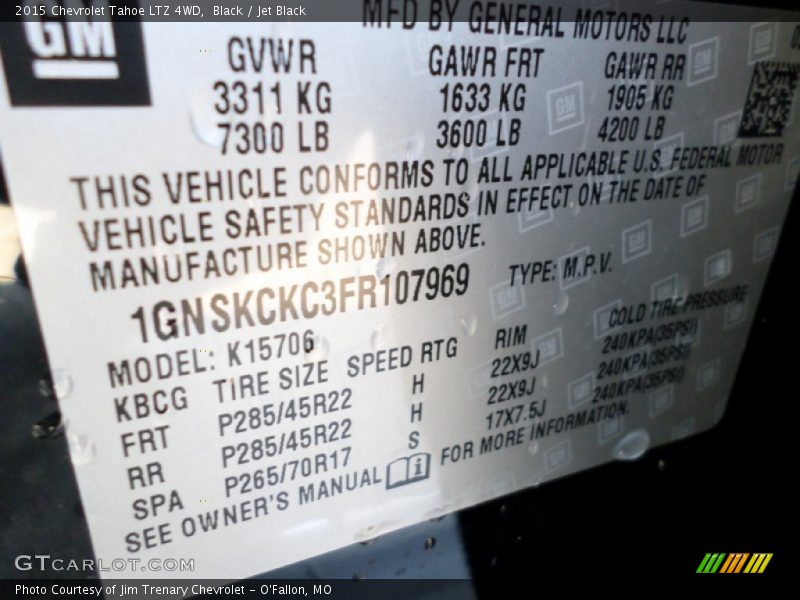 2015 Chevrolet Tahoe LTZ 4WD, Black / Jet Black
MFD BY GENERAL MOTORS LLC
GM
GVWR GAWR FRT GAWR RR
3311 KG 1633 KG 1905 KG
7300 LB 3600 LB 4200 LB
THIS VEHICLE CONFORMS TO ALL APPLICABLE U.S. FEDERAL MOTOR
VEHICLE SAFETY STANDARDS IN EFFECT ON THE DATE OF
MANUFACTURE SHOWN ABOVE.
1GNSKCKC3FR107969 TYPE: M.P.V.
MODEL: K15706
KBCG TIRE SIZE SPEED RTG RIM COLD TIRE PRESSURE
FRT P285/45R22 H 22X9J 240KPA(35PSI)
RR P285/45R22 H 22X9J 240KPA(35PSI)
SPA P265/70R17 S 17X7.5J 240KPA(35PSI)
SEE OWNER'S MANUAL FOR MORE INFORMATION.
GTCARLOT.COM
Photo Courtesy of Jim Trenary Chevrolet - O'Fallon, MO